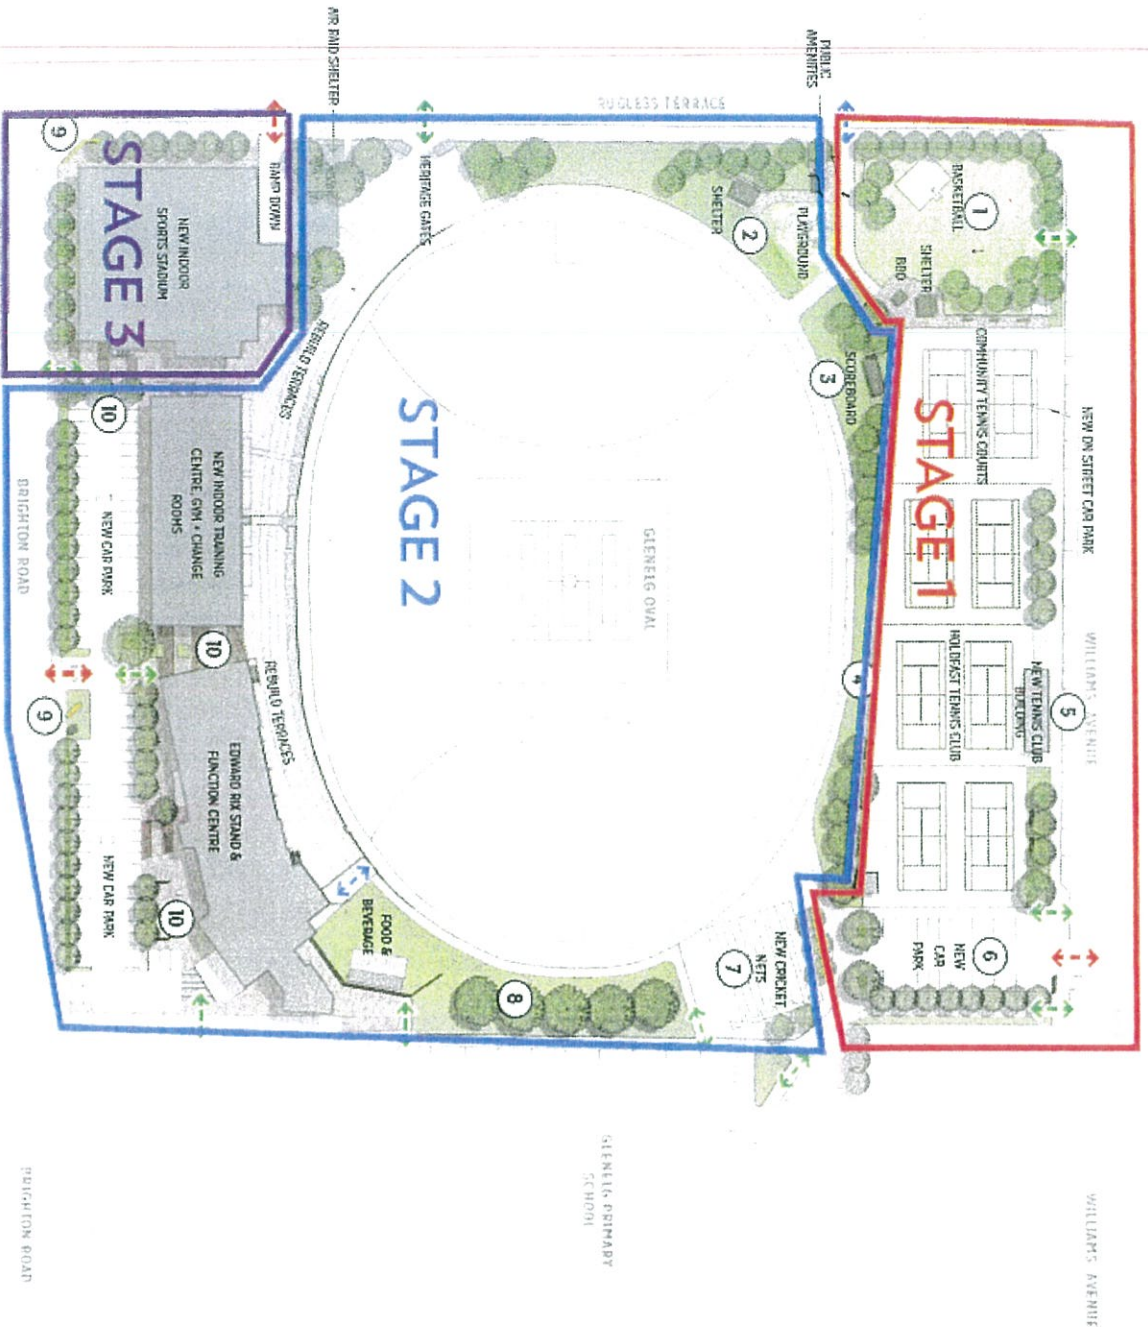 WILLIAMS AVENUE
WILLIAMS AVENUE
NEW ON STREET CAR PARK
5
NEW TENNIS CLUB
BUILDING
1
BASKETBALL
SHELTER
BBQ
COMMUNITY TENNIS COURTS
HOLDFAST TENNIS CLUB
6
NEW
CAR
PARK
STAGE 1
PUBLIC
AMENITIES
PLAYGROUND
2
SHELTER
SCOREBOARD
3
4
NEW CRICKET
NETS
7
RUGLESS TERRACE
GLENELG OVAL
GLENELG PRIMARY
SCHOOL
8
STAGE 2
HERITAGE GATES
FOOD &
BEVERAGE
AIR RAID SHELTER
REBUILD TERRACES
REBUILD TERRACES
RAMP DOWN
NEW INDOOR
SPORTS STADIUM
STAGE 3
NEW INDOOR TRAINING
CENTRE, GYM + CHANGE
ROOMS
10
EDWARD RIX STAND &
FUNCTION CENTRE
10
10
NEW CAR PARK
NEW CAR PARK
9
9
BRIGHTON ROAD
BRIGHTON ROAD